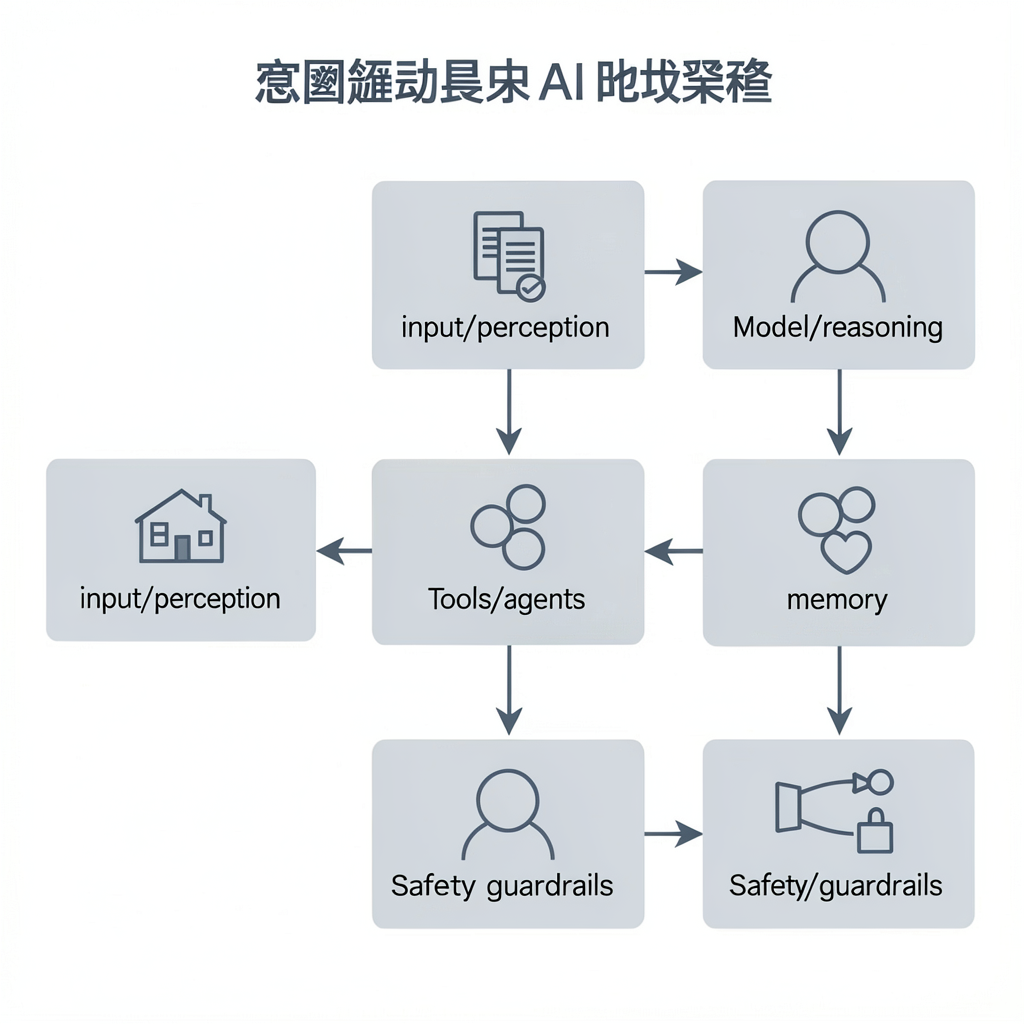 AI
input/perception
Model/reasoning
input/perception
Tools/agents
memory
Safety guardrails
Safety/guardrails